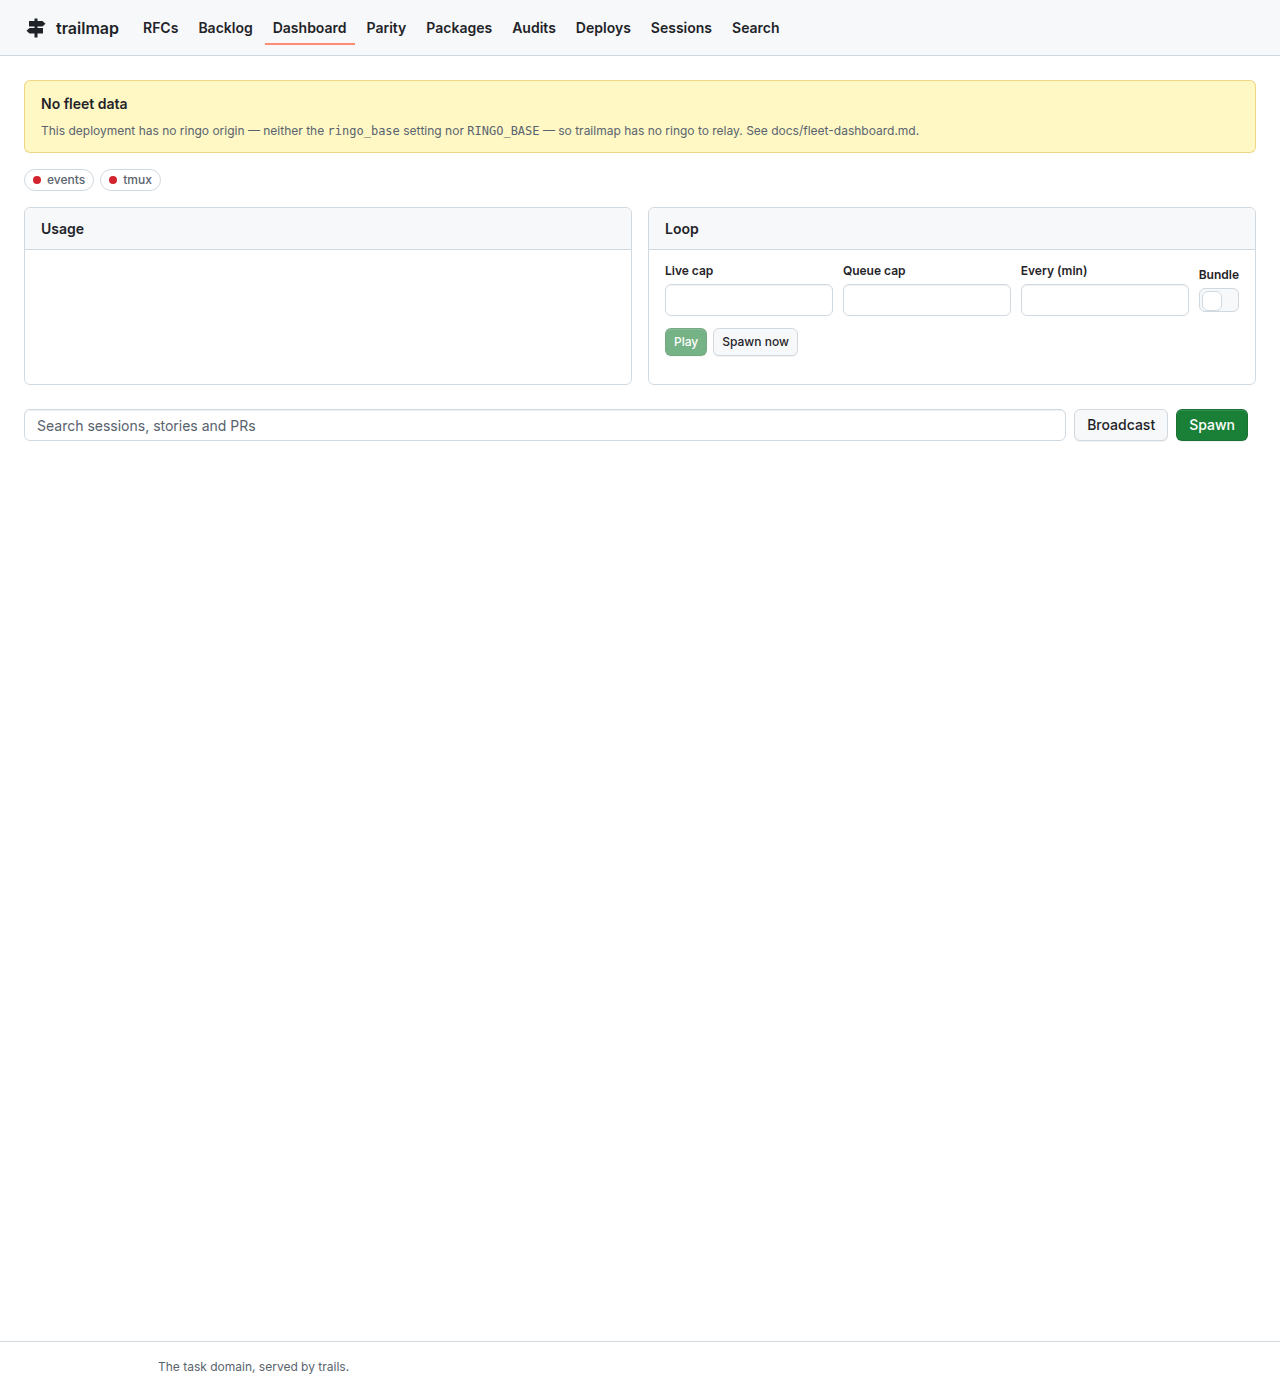 trailmap RFCs Backlog Dashboard Parity Packages Audits Deploys Sessions Search
No fleet data
This deployment has no ringo origin — neither the ringo_base setting nor RINGO_BASE — so trailmap has no ringo to relay. See docs/fleet-dashboard.md.
events tmux
Usage
Loop
Live cap Queue cap Every (min) Bundle
Play Spawn now
Search sessions, stories and PRs Broadcast Spawn
The task domain, served by trails.